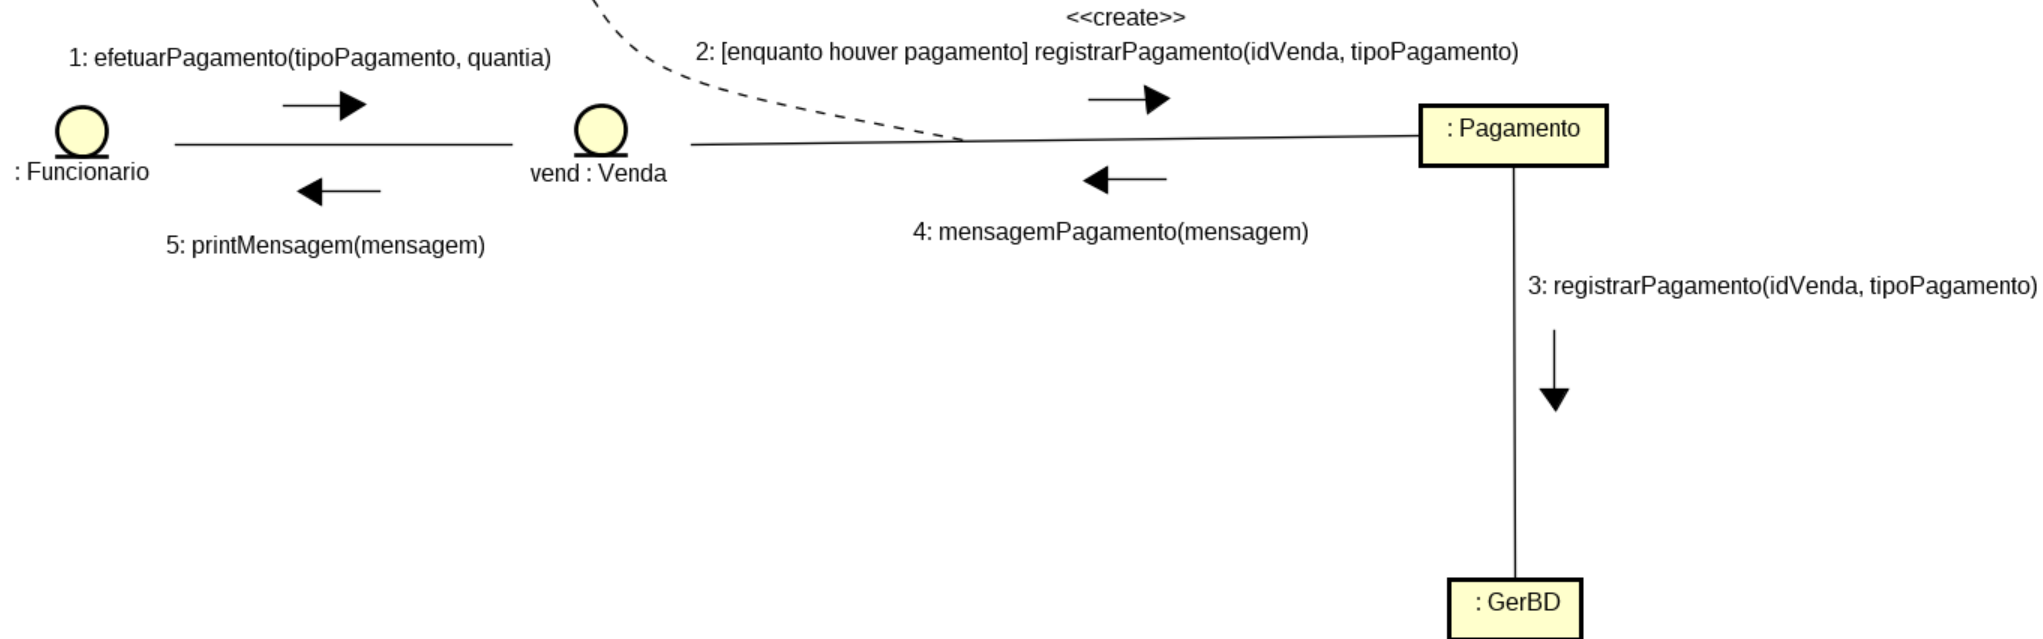 <<create>>
1: efetuarPagamento(tipoPagamento, quantia)
2: [enquanto houver pagamento] registrarPagamento(idVenda, tipoPagamento)
: Pagamento
: Funcionario
vend : Venda
5: printMensagem(mensagem)
4: mensagemPagamento(mensagem)
3: registrarPagamento(idVenda, tipoPagamento)
: GerBD